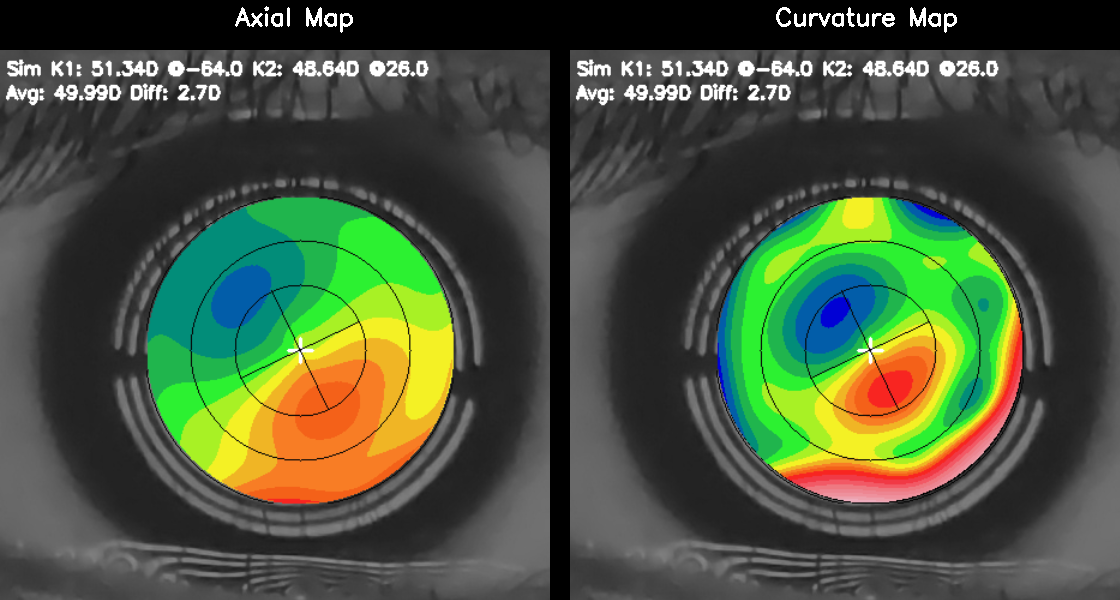 Axial Map
Curvature Map
Sim K1: 51.34D @-64.0 K2: 48.64D @26.0
Avg: 49.99D Diff: 2.7D
Sim K1: 51.34D @-64.0 K2: 48.64D @26.0
Avg: 49.99D Diff: 2.7D